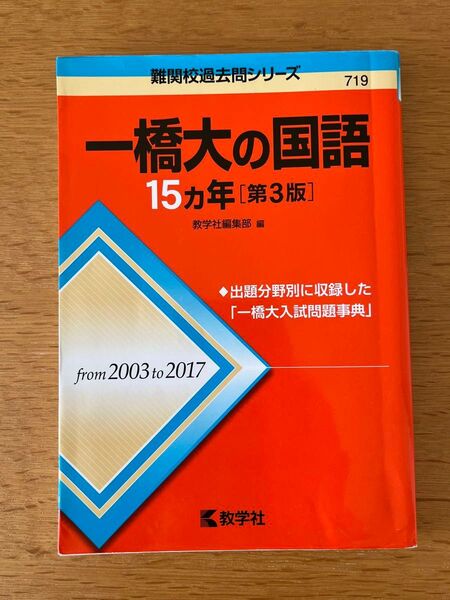 難関校過去問シリーズ
719
一橋大の国語
15ヵ年[第3版]
教学社編集部 編
◆出題分野別に収録した
「一橋大入試問題事典」
from 2003 to 2017
教学社